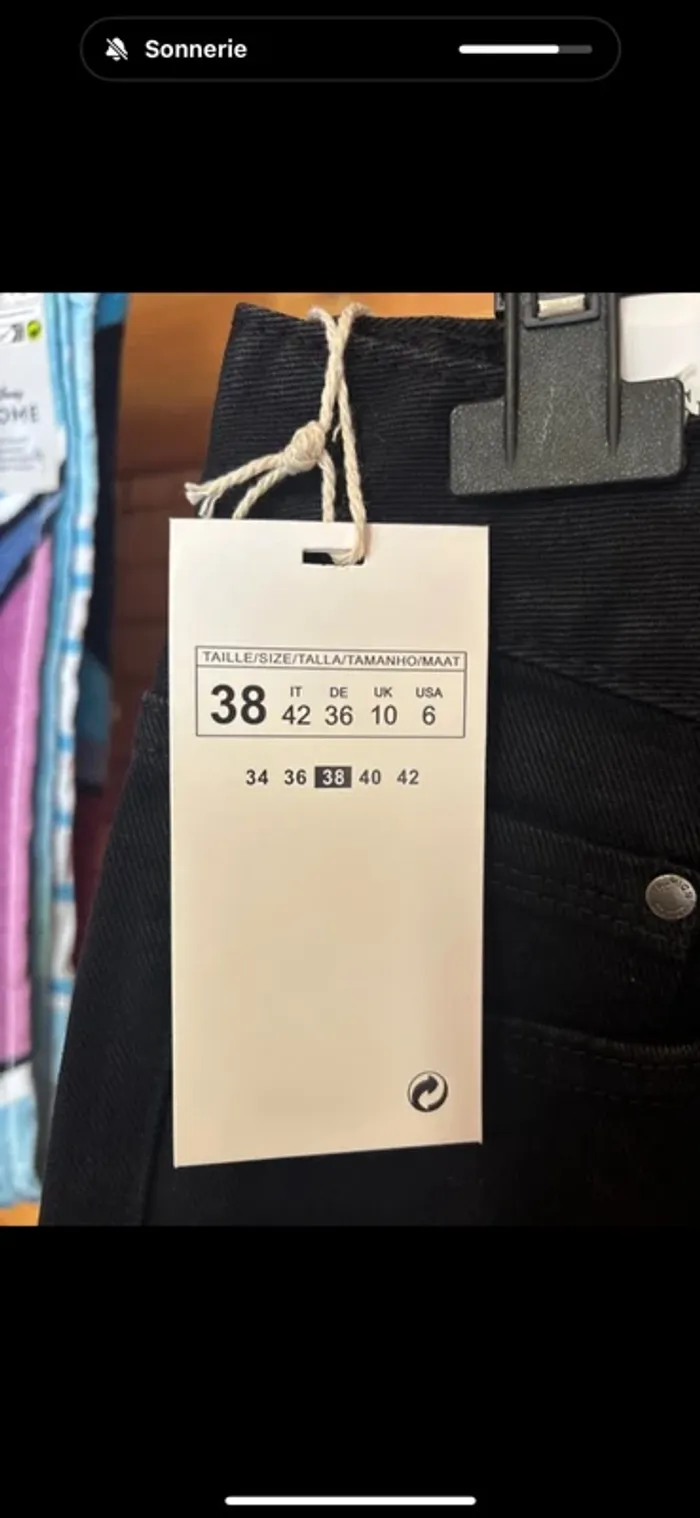 Sonnerie
OME
TAILLE/SIZE/TALLA/TAMANHO/MAAT
38 IT 42 DE 36 UK 10 USA 6
34 36 38 40 42